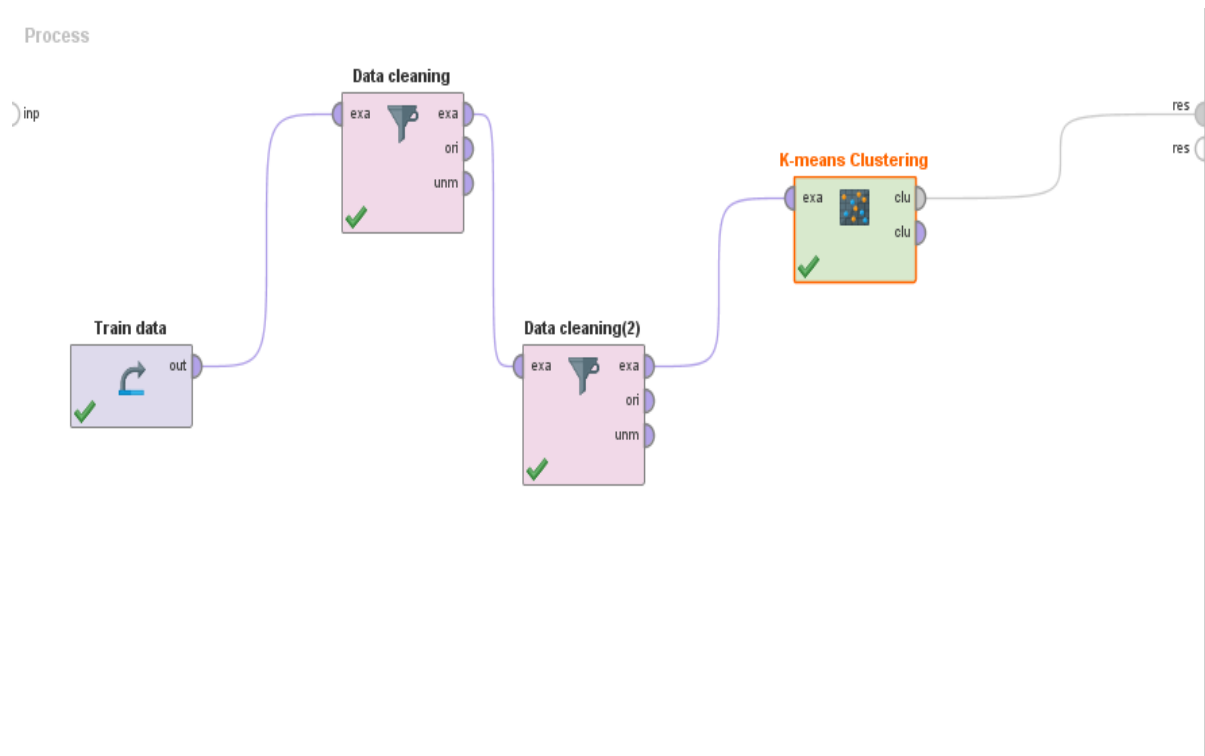 Process
inp
Data cleaning
exa
exa
ori
unm
Train data
out
Data cleaning(2)
exa
exa
ori
unm
K-means Clustering
exa
clu
clu
res
res